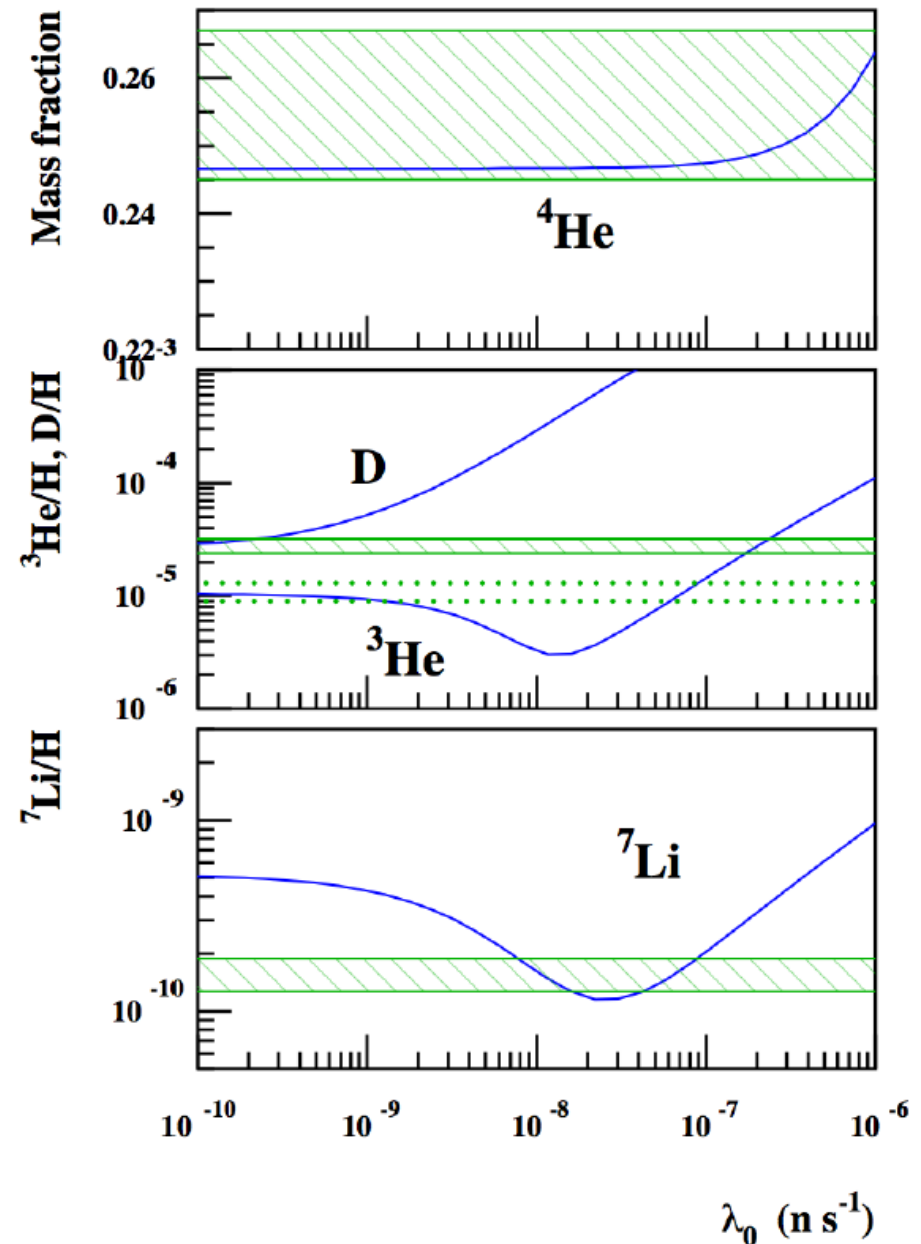 Mass fraction
0.26
0.24
0.22
⁴He
³He/H, D/H
10⁻³
10⁻⁴
10⁻⁵
10⁻⁶
D
³He
⁷Li/H
10⁻⁹
10⁻¹⁰
⁷Li
10⁻¹⁰ 10⁻⁹ 10⁻⁸ 10⁻⁷ 10⁻⁶
λ₀ (n s⁻¹)